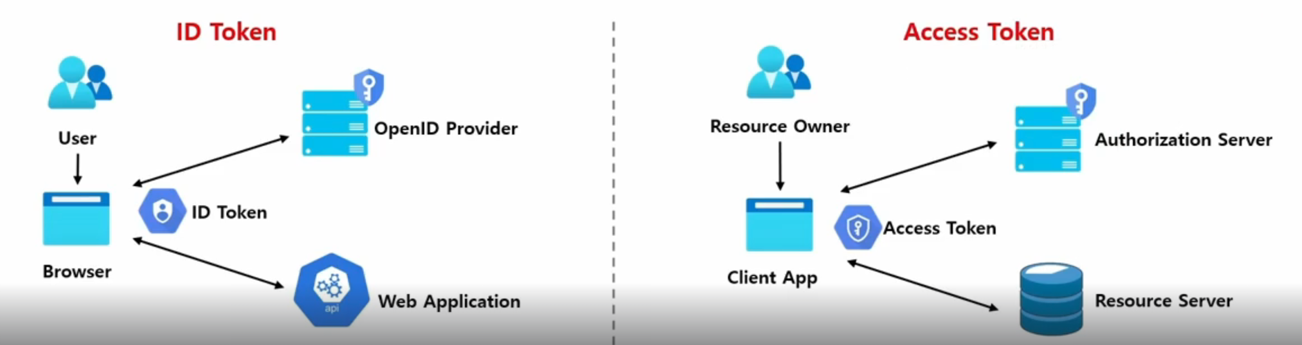 ID Token
User
OpenID Provider
ID Token
Browser
Web Application
api
Access Token
Resource Owner
Authorization Server
Access Token
Client App
Resource Server